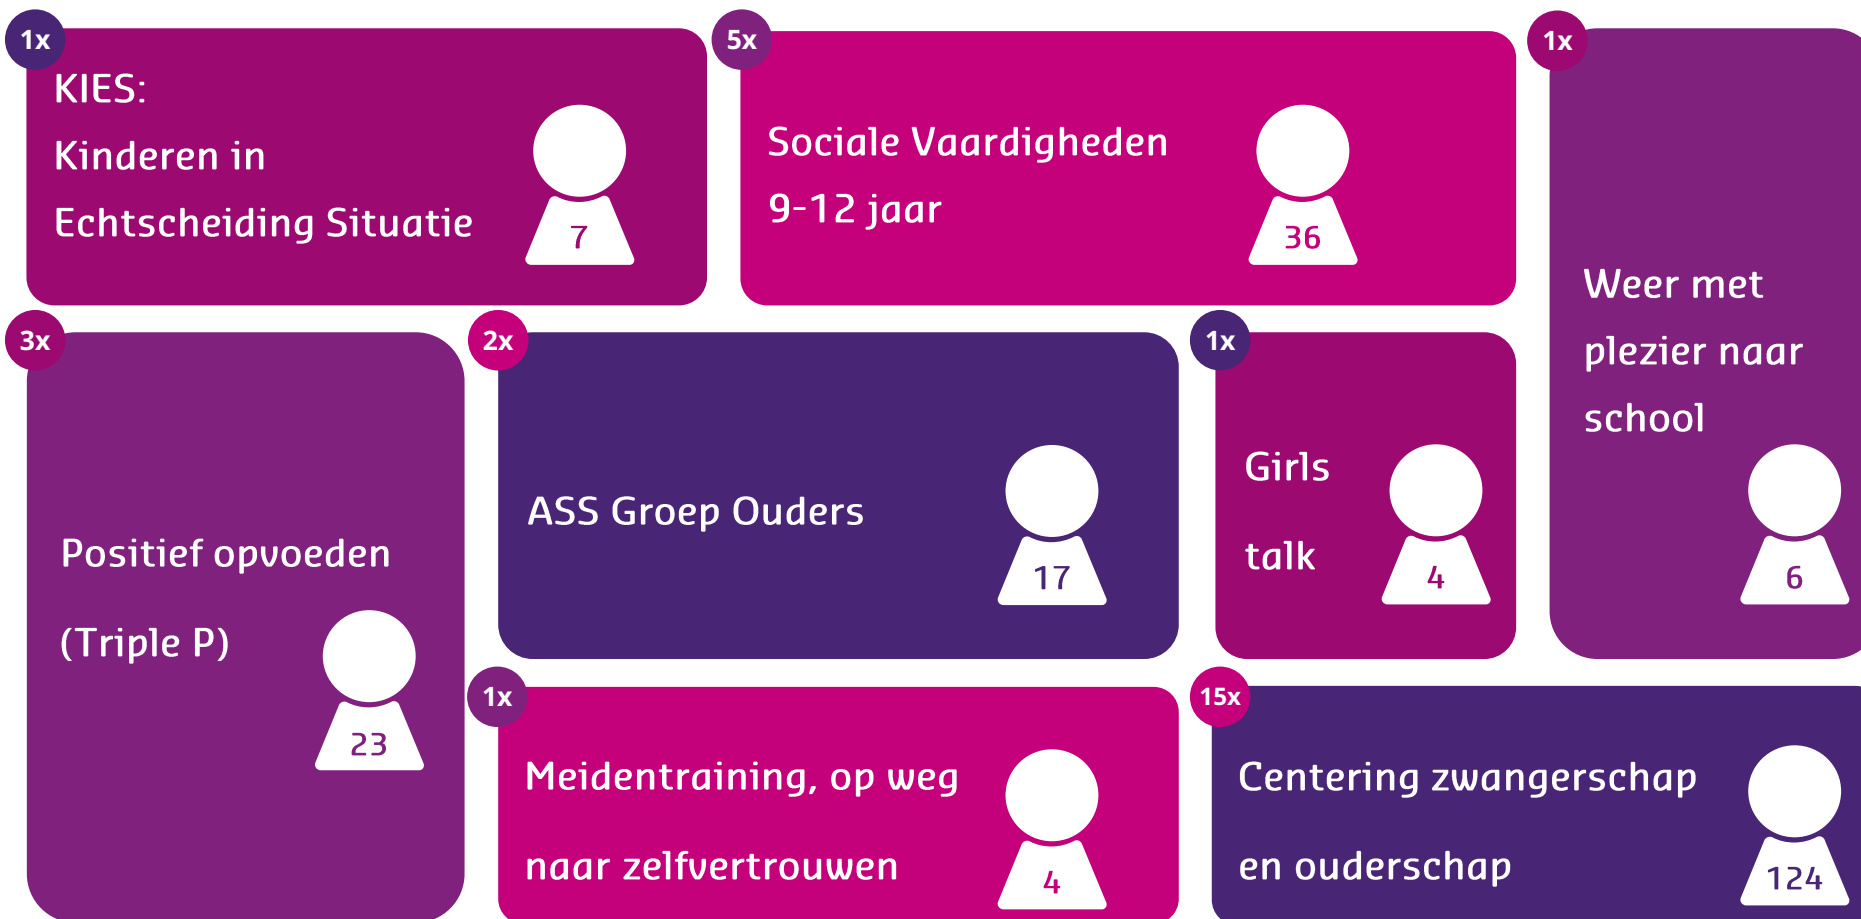 1x
KIES:
Kinderen in
Echtscheiding Situatie
7
5x
Sociale Vaardigheden
9-12 jaar
36
1x
Weer met
plezier naar
school
6
3x
Positief opvoeden
(Triple P)
23
2x
ASS Groep Ouders
17
1x
Girls
talk
4
1x
Meidentraining, op weg
naar zelfvertrouwen
4
15x
Centering zwangerschap
en ouderschap
124